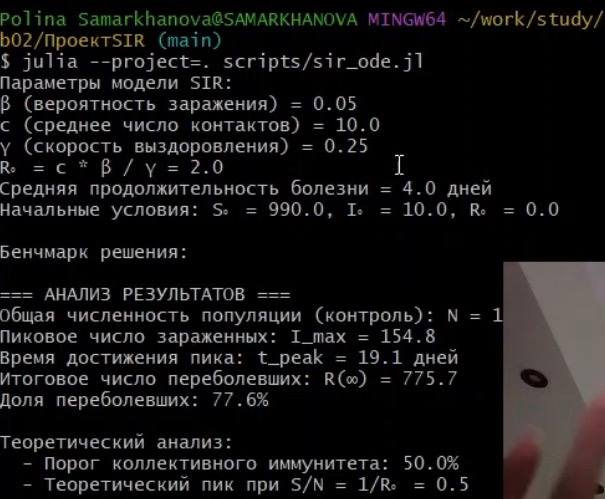 Polina Samarkhanova@SAMARKHANOVA MINGW64 ~/work/study/
b02/ПроектSIR (main)
$ julia --project=. scripts/sir_ode.jl
Параметры модели SIR:
β (вероятность заражения) = 0.05
c (среднее число контактов) = 10.0
γ (скорость выздоровления) = 0.25
R₀ = c * β / γ = 2.0
Средняя продолжительность болезни = 4.0 дней
Начальные условия: S₀ = 990.0, I₀ = 10.0, R₀ = 0.0
Бенчмарк решения:
=== АНАЛИЗ РЕЗУЛЬТАТОВ ===
Общая численность популяции (контроль): N = 1
Пиковое число зараженных: I_max = 154.8
Время достижения пика: t_peak = 19.1 дней
Итоговое число переболевших: R(∞) = 775.7
Доля переболевших: 77.6%
Теоретический анализ:
- Порог коллективного иммунитета: 50.0%
- Теоретический пик при S/N = 1/R₀ = 0.5